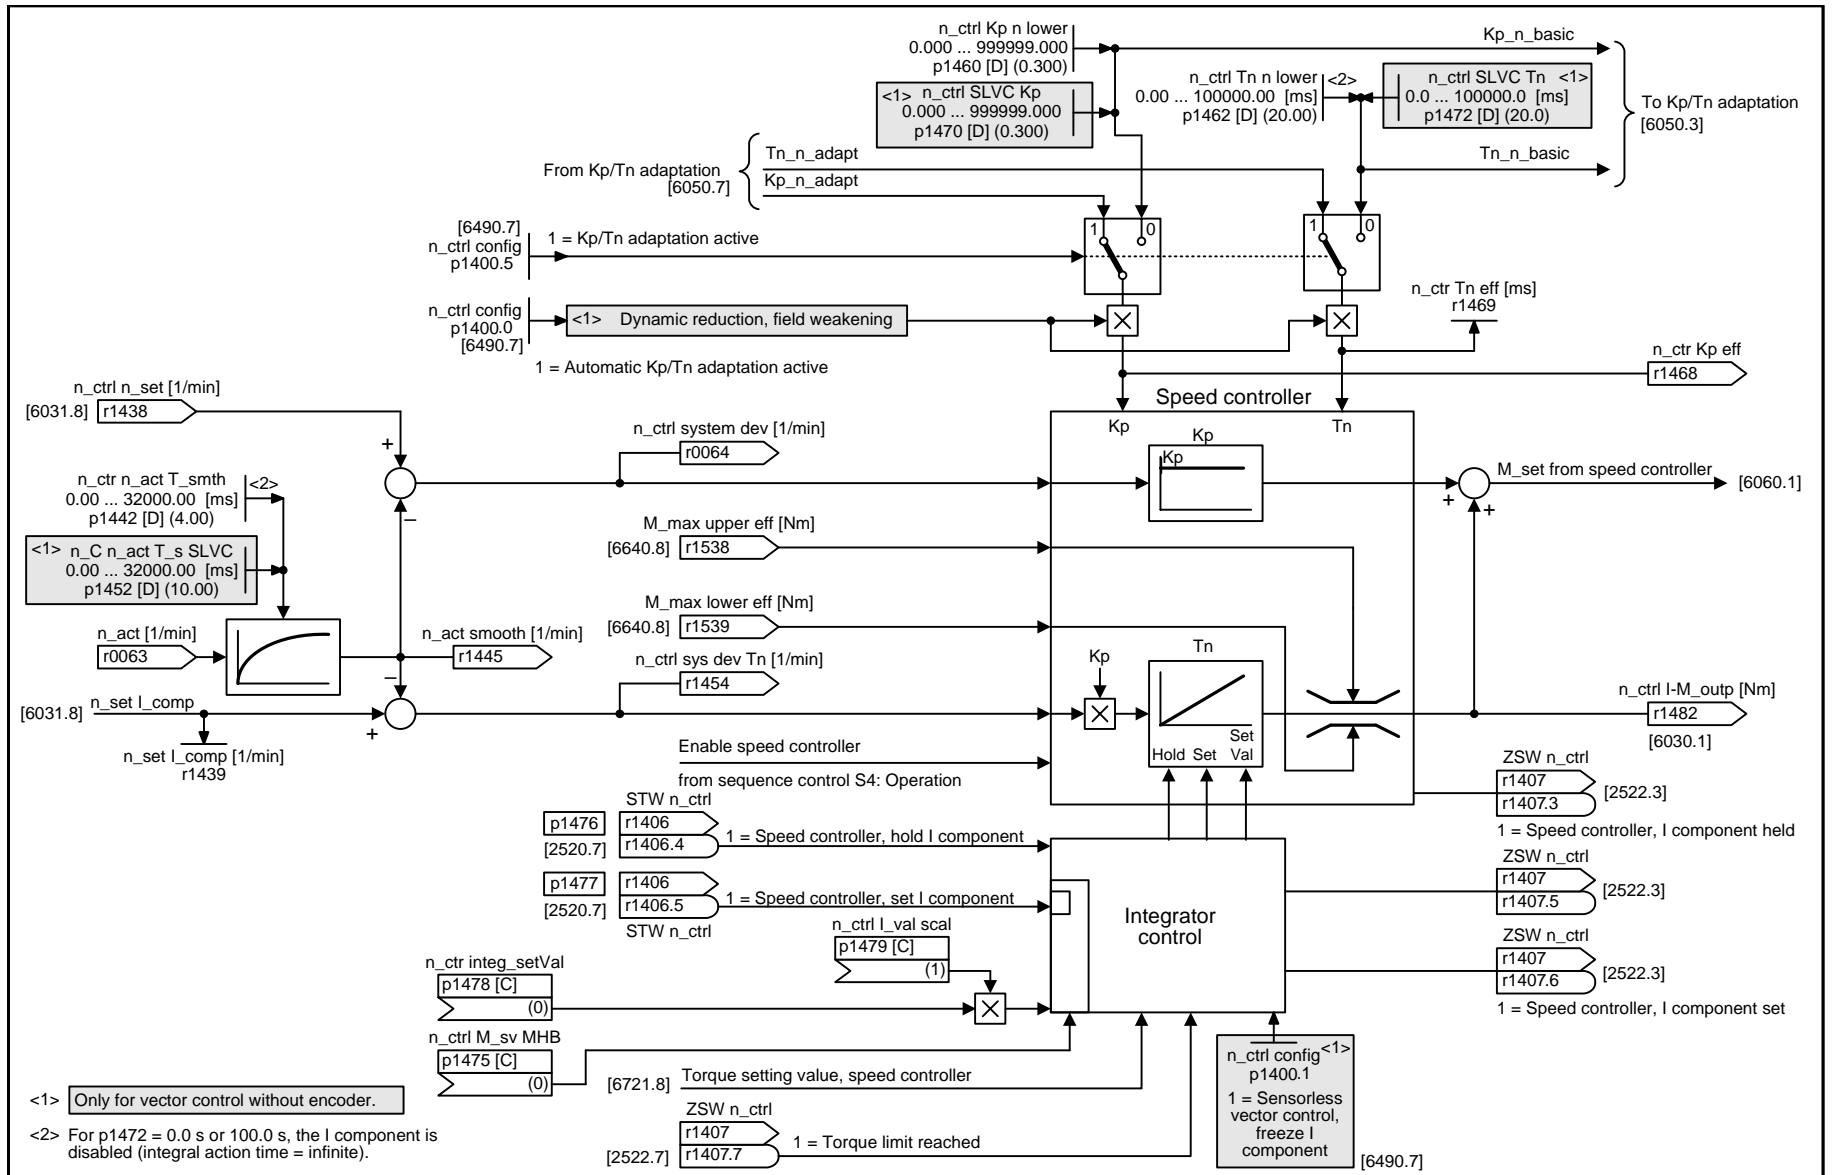 n_ctrl Kp n lower
0.000 ... 999999.000
p1460 [D] (0.300)
Kp_n_basic
<1> n_ctrl SLVC Kp
0.000 ... 999999.000
p1470 [D] (0.300)
n_ctrl Tn n lower
0.00 ... 100000.00 [ms]
p1462 [D] (20.00)
<2>
n_ctrl SLVC Tn <1>
0.0 ... 100000.0 [ms]
p1472 [D] (20.0)
To Kp/Tn adaptation
[6050.3]
Tn_n_basic
From Kp/Tn adaptation
[6050.7]
Tn_n_adapt
Kp_n_adapt
1 0
1 0
[6490.7]
n_ctrl config
p1400.5
1 = Kp/Tn adaptation active
n_ctrl config
p1400.0
[6490.7]
<1> Dynamic reduction, field weakening
1 = Automatic Kp/Tn adaptation active
n_ctr Tn eff [ms]
r1469
n_ctr Kp eff
r1468
n_ctrl n_set [1/min]
[6031.8] r1438
+
–
n_ctrl system dev [1/min]
r0064
Speed controller
Kp
Tn
Kp
Kp
M_set from speed controller
[6060.1]
+
+
n_ctr n_act T_smth
0.00 ... 32000.00 [ms]
p1442 [D] (4.00)
<2>
<1> n_C n_act T_s SLVC
0.00 ... 32000.00 [ms]
p1452 [D] (10.00)
M_max upper eff [Nm]
[6640.8] r1538
M_max lower eff [Nm]
[6640.8] r1539
n_act [1/min]
r0063
n_act smooth [1/min]
r1445
n_ctrl sys dev Tn [1/min]
r1454
–
+
[6031.8] n_set I_comp
n_set I_comp [1/min]
r1439
Kp
Tn
Hold Set
Set
Val
n_ctrl I-M_outp [Nm]
r1482
[6030.1]
Enable speed controller
from sequence control S4: Operation
ZSW n_ctrl
r1407
r1407.3
[2522.3]
1 = Speed controller, I component held
STW n_ctrl
p1476
[2520.7]
r1406
r1406.4
1 = Speed controller, hold I component
p1477
[2520.7]
r1406
r1406.5
STW n_ctrl
1 = Speed controller, set I component
Integrator
control
ZSW n_ctrl
r1407
r1407.5
[2522.3]
ZSW n_ctrl
r1407
r1407.6
[2522.3]
1 = Speed controller, I component set
n_ctrl I_val scal
p1479 [C]
(1)
n_ctr integ_setVal
p1478 [C]
(0)
n_ctrl M_sv MHB
p1475 [C]
(0)
[6721.8] Torque setting value, speed controller
ZSW n_ctrl
r1407
r1407.7
[2522.7]
1 = Torque limit reached
n_ctrl config <1>
p1400.1
1 = Sensorless
vector control,
freeze I
component
[6490.7]
<1> Only for vector control without encoder.
<2> For p1472 = 0.0 s or 100.0 s, the I component is
disabled (integral action time = infinite).